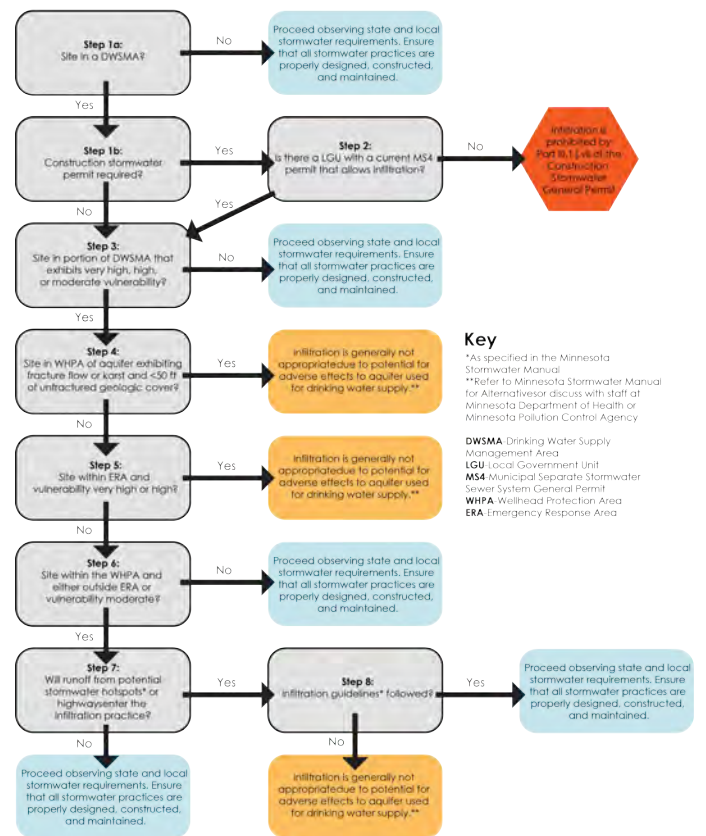 Step 1a:
Site in a DWSMA?
No
Proceed observing state and local
stormwater requirements. Ensure
that all stormwater practices are
properly designed, constructed,
and maintained.
Yes
Step 1b:
Construction stormwater
permit required?
Yes
Step 2:
Is there a LGU with a current MS4
permit that allows infiltration?
No
Infiltration is
prohibited by
Part III.1.j.vii of the
Construction
Stormwater
General Permit
No
Yes
Step 3:
Site in portion of DWSMA that
exhibits very high, high,
or moderate vulnerability?
No
Proceed observing state and local
stormwater requirements. Ensure
that all stormwater practices are
properly designed, constructed,
and maintained.
Yes
Step 4:
Site in WHPA of aquifer exhibiting
fracture flow or karst and <50 ft
of unfractured geologic cover?
Yes
Infiltration is generally not
appropriatedue to potential for
adverse effects to aquifer used
for drinking water supply.**
No
Step 5:
Site within ERA and
vulnerability very high or high?
Yes
Infiltration is generally not
appropriatedue to potential for
adverse effects to aquifer used
for drinking water supply.**
No
Step 6:
Site within the WHPA and
either outside ERA or
vulnerability moderate?
No
Proceed observing state and local
stormwater requirements. Ensure
that all stormwater practices are
properly designed, constructed,
and maintained.
Yes
Step 7:
Will runoff from potential
stormwater hotspots* or
highwaysenter the
infiltration practice?
Yes
Step 8:
Infiltration guidelines* followed?
Yes
Proceed observing state and local
stormwater requirements. Ensure
that all stormwater practices are
properly designed, constructed,
and maintained.
No
Proceed observing state and local
stormwater requirements. Ensure
that all stormwater practices are
properly designed, constructed,
and maintained.
No
Infiltration is generally not
appropriatedue to potential for
adverse effects to aquifer used
for drinking water supply.**
Key
*As specified in the Minnesota
Stormwater Manual
**Refer to Minnesota Stormwater Manual
for Alternativesor discuss with staff at
Minnesota Department of Health or
Minnesota Pollution Control Agency
DWSMA-Drinking Water Supply
Management Area
LGU-Local Government Unit
MS4-Municipal Separate Stormwater
Sewer System General Permit
WHPA-Wellhead Protection Area
ERA-Emergency Response Area